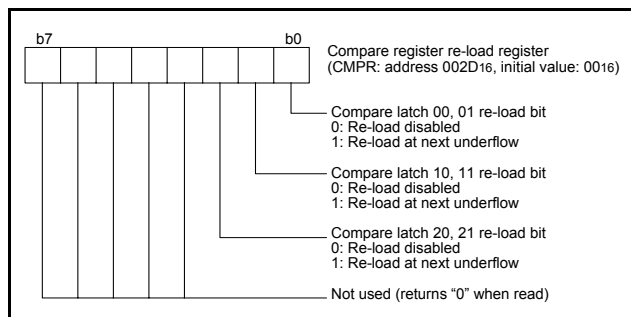 b7
b0
Compare register re-load register
(CMPR: address 002D16, initial value: 0016)
Compare latch 00, 01 re-load bit
0: Re-load disabled
1: Re-load at next underflow
Compare latch 10, 11 re-load bit
0: Re-load disabled
1: Re-load at next underflow
Compare latch 20, 21 re-load bit
0: Re-load disabled
1: Re-load at next underflow
Not used (returns “0” when read)